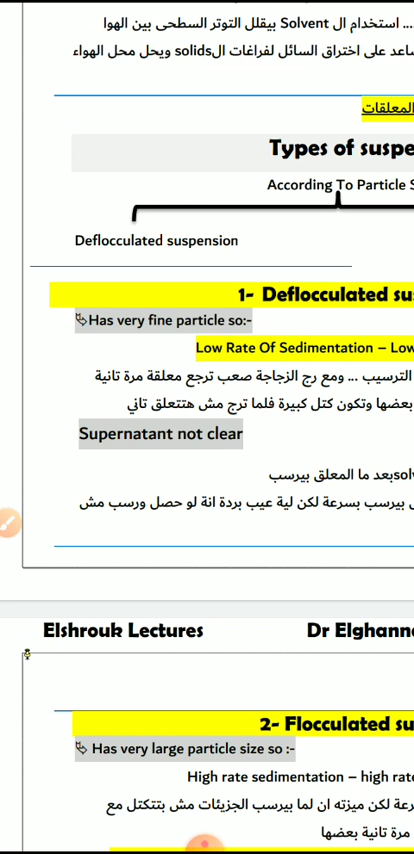 ... استخدام ال Solvent بيقلل التوتر السطحى بين الهوا
على اختراق السائل لفراغات الsolids ويحل محل الهواء
المعلقات
Types of suspe
According To Particle S
Deflocculated suspension
1- Deflocculated su
Has very fine particle so:-
Low Rate Of Sedimentation – Low
الترسيب ... ومع رج الزجاجة صعب ترجع معلقة مرة تانية
بعضها وتكون كتل كبيرة فلما ترج مش هتتعلق تاني
Supernatant not clear
solبعد ما المعلق بيرسب
بيرسب بسرعة لكن لية عيب بردة انة لو حصل ورسب مش
Elshrouk Lectures
Dr Elghann
2- Flocculated su
Has very large particle size so :-
High rate sedimentation – high rate
لكن ميزته ان لما بيرسب الجزيئات مش بتتكتل مع
مرة تانية بعضها